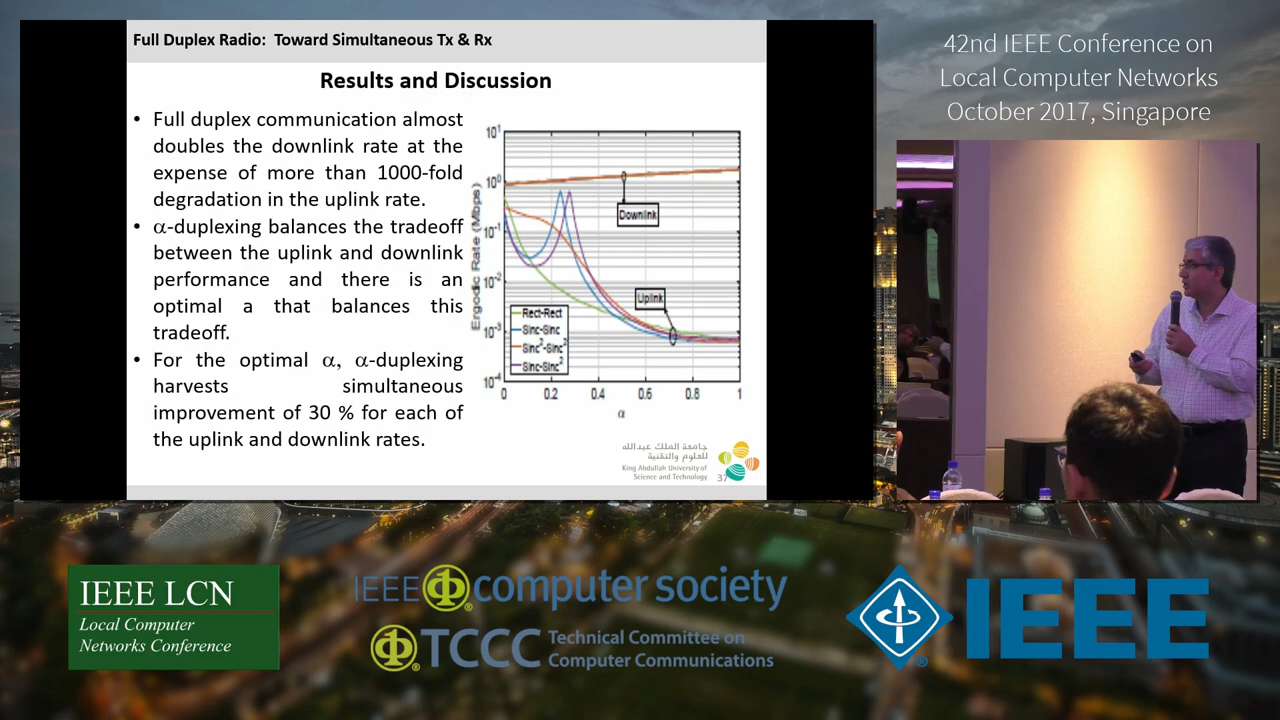 Full Duplex Radio: Toward Simultaneous Tx & Rx
Results and Discussion
• Full duplex communication almost
doubles the downlink rate at the
expense of more than 1000-fold
degradation in the uplink rate.
• α-duplexing balances the tradeoff
between the uplink and downlink
performance and there is an
optimal a that balances this
tradeoff.
• For the optimal α, α-duplexing
harvests simultaneous
improvement of 30 % for each of
the uplink and downlink rates.
Ergodic Rate (Mbps)
10¹
10⁰
10⁻¹
10⁻²
10⁻³
10⁻⁴
Downlink
Uplink
Rect-Rect
Sinc-Sinc
Sinc²-Sinc²
Sinc-Sinc²
0 0.2 0.4 0.6 0.8 1
α
جامعة الملك عبدالله
للعلوم والتقنية
King Abdullah University of
Science and Technology
37
42nd IEEE Conference on
Local Computer Networks
October 2017, Singapore
IEEE LCN
Local Computer
Networks Conference
IEEE computer society
TCCC Technical Committee on
Computer Communications
IEEE